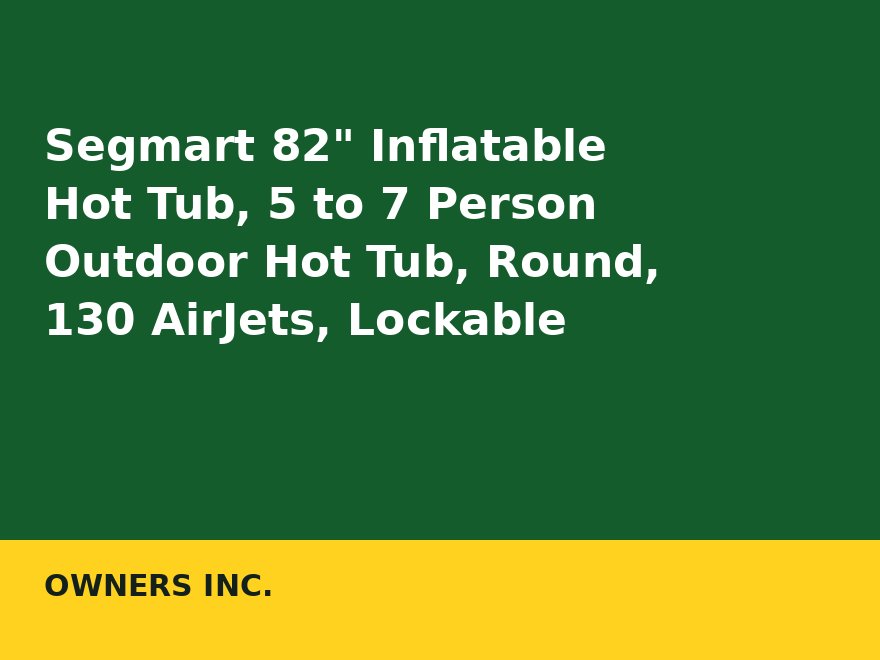 Segmart 82" Inflatable
Hot Tub, 5 to 7 Person
Outdoor Hot Tub, Round,
130 AirJets, Lockable
OWNERS INC.